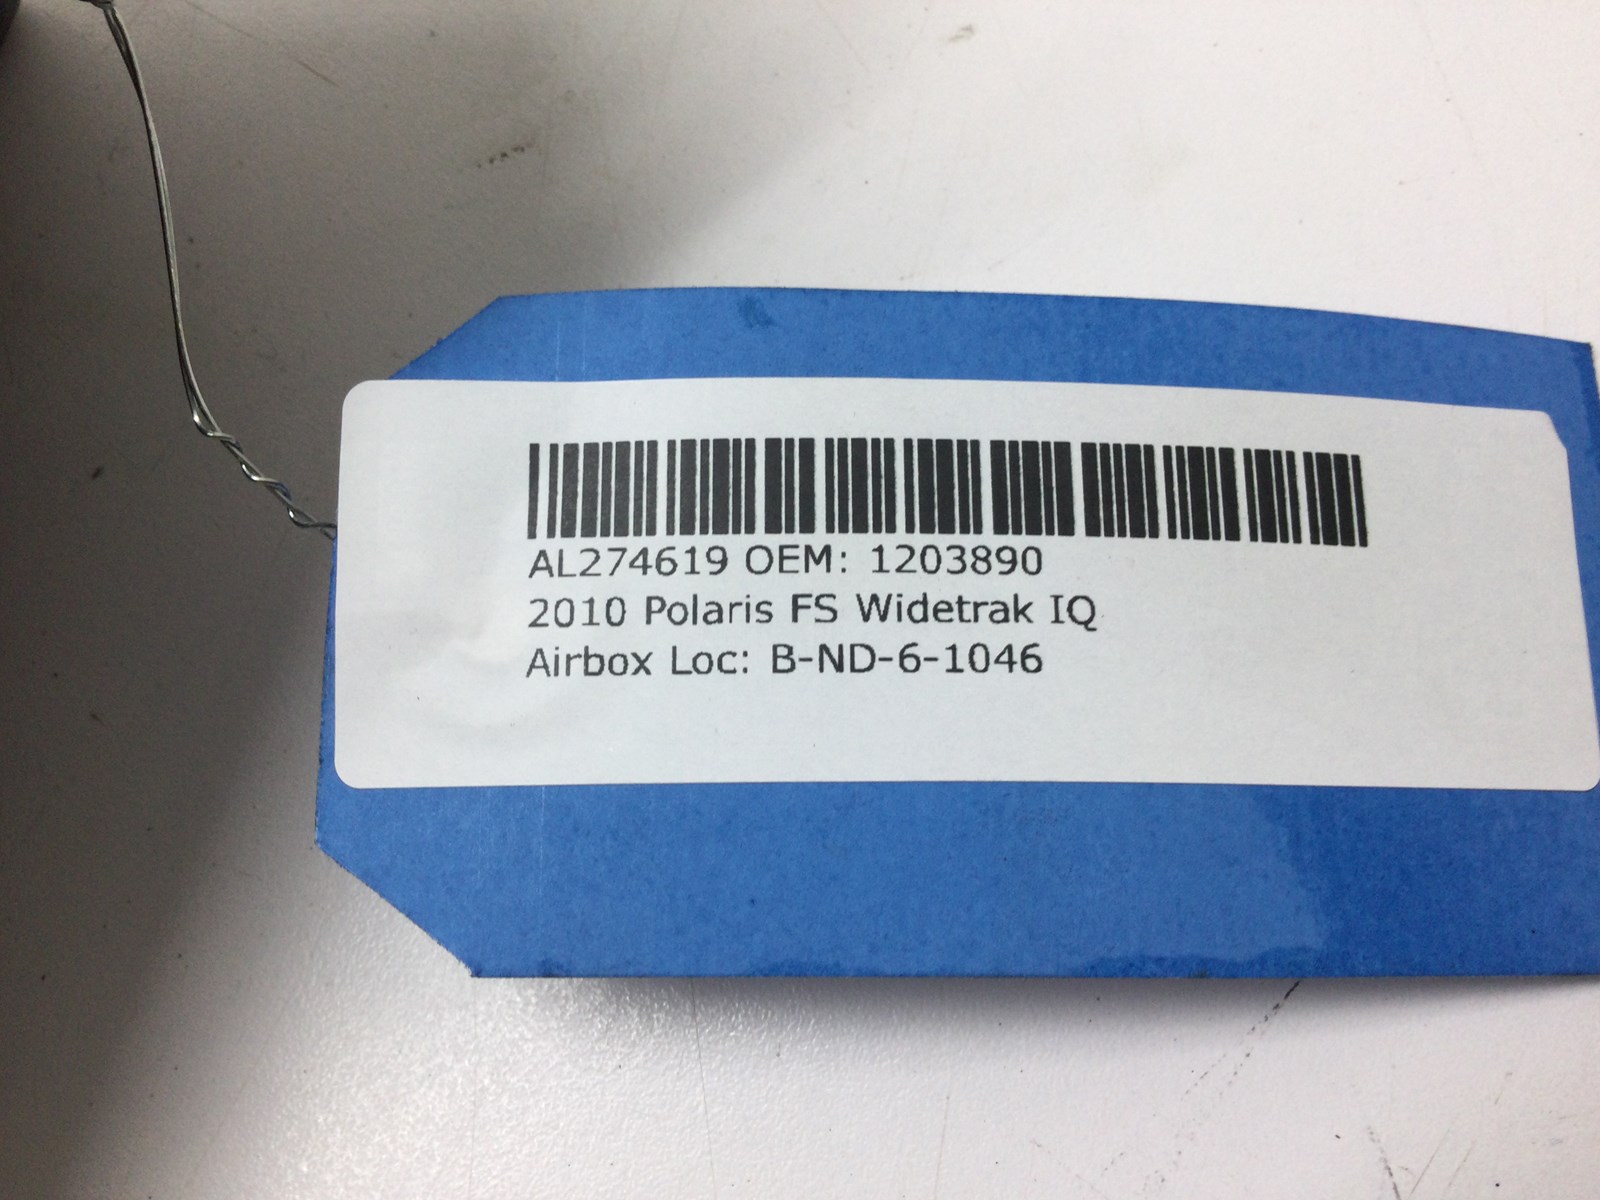 AL274619 OEM: 1203890
2010 Polaris FS Widetrak IQ
Airbox Loc: B-ND-6-1046